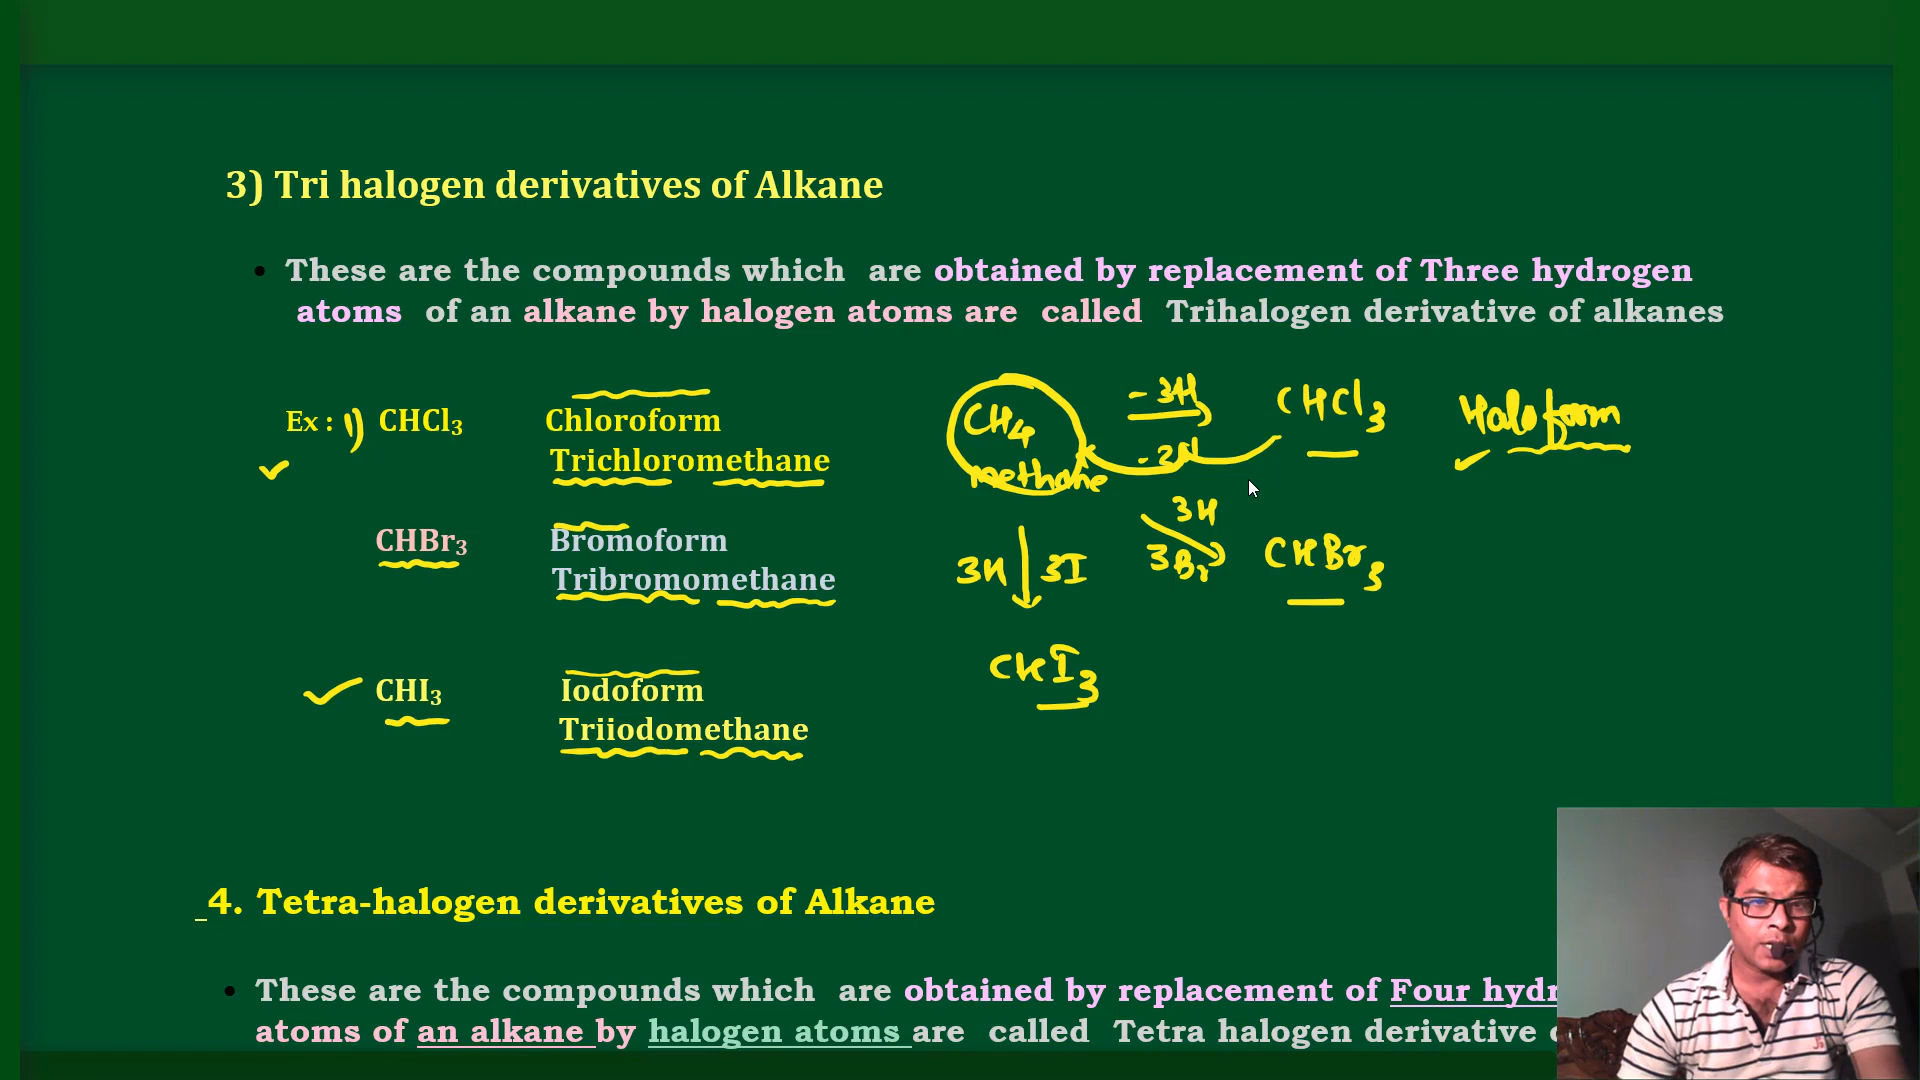 3) Tri halogen derivatives of Alkane
• These are the compounds which are obtained by replacement of Three hydrogen
atoms of an alkane by halogen atoms are called Trihalogen derivative of alkanes
Ex : 1) CHCl₃ Chloroform
Trichloromethane
CH₄
methane
-3H
CHCl₃
Haloform
CHBr₃ Bromoform
Tribromomethane
3H
3Br
CHBr₃
3H 3I
CHI₃
CHI₃ Iodoform
Triiodomethane
4. Tetra-halogen derivatives of Alkane
• These are the compounds which are obtained by replacement of Four
atoms of an alkane by halogen atoms are called Tetra halogen derivative